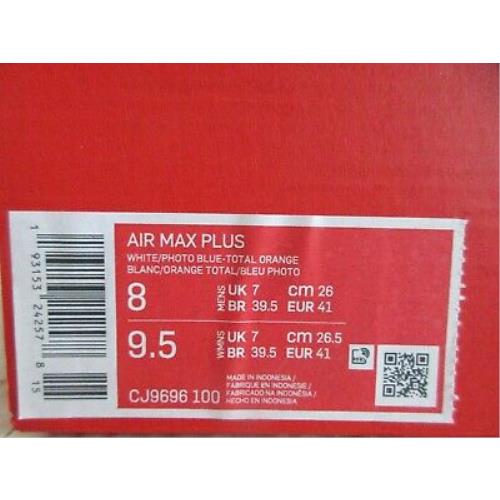 AIR MAX PLUS
WHITE/PHOTO BLUE-TOTAL ORANGE
BLANC/ORANGE TOTAL/BLEU PHOTO
8 MENS UK 7 cm 26
BR 39.5 EUR 41
9.5 WMNS UK 7 cm 26.5
BR 39.5 EUR 41
CJ9696 100
MADE IN INDONESIA/
FABRIQUE EN INDONESIE/
FABRICADO NA INDONÉSIA/
HECHO EN INDONESIA
1 93153 24257 8 15